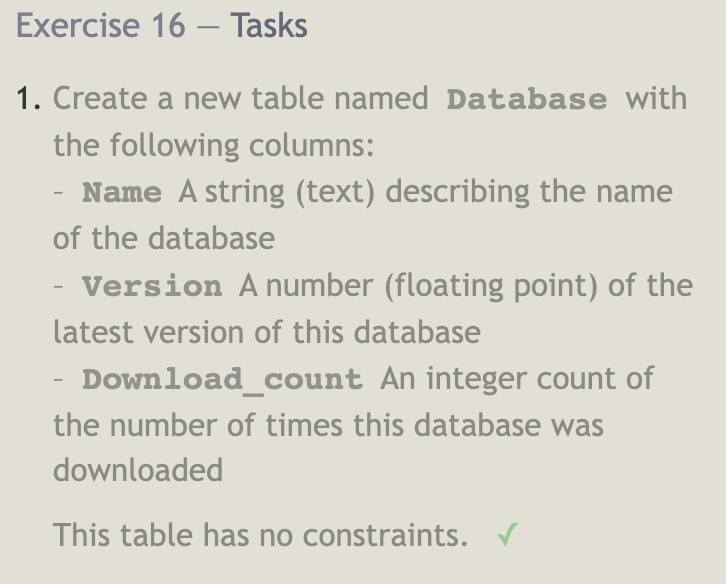 Exercise 16 — Tasks
1. Create a new table named Database with
the following columns:
- Name A string (text) describing the name
of the database
- Version A number (floating point) of the
latest version of this database
- Download_count An integer count of
the number of times this database was
downloaded
This table has no constraints. ✓